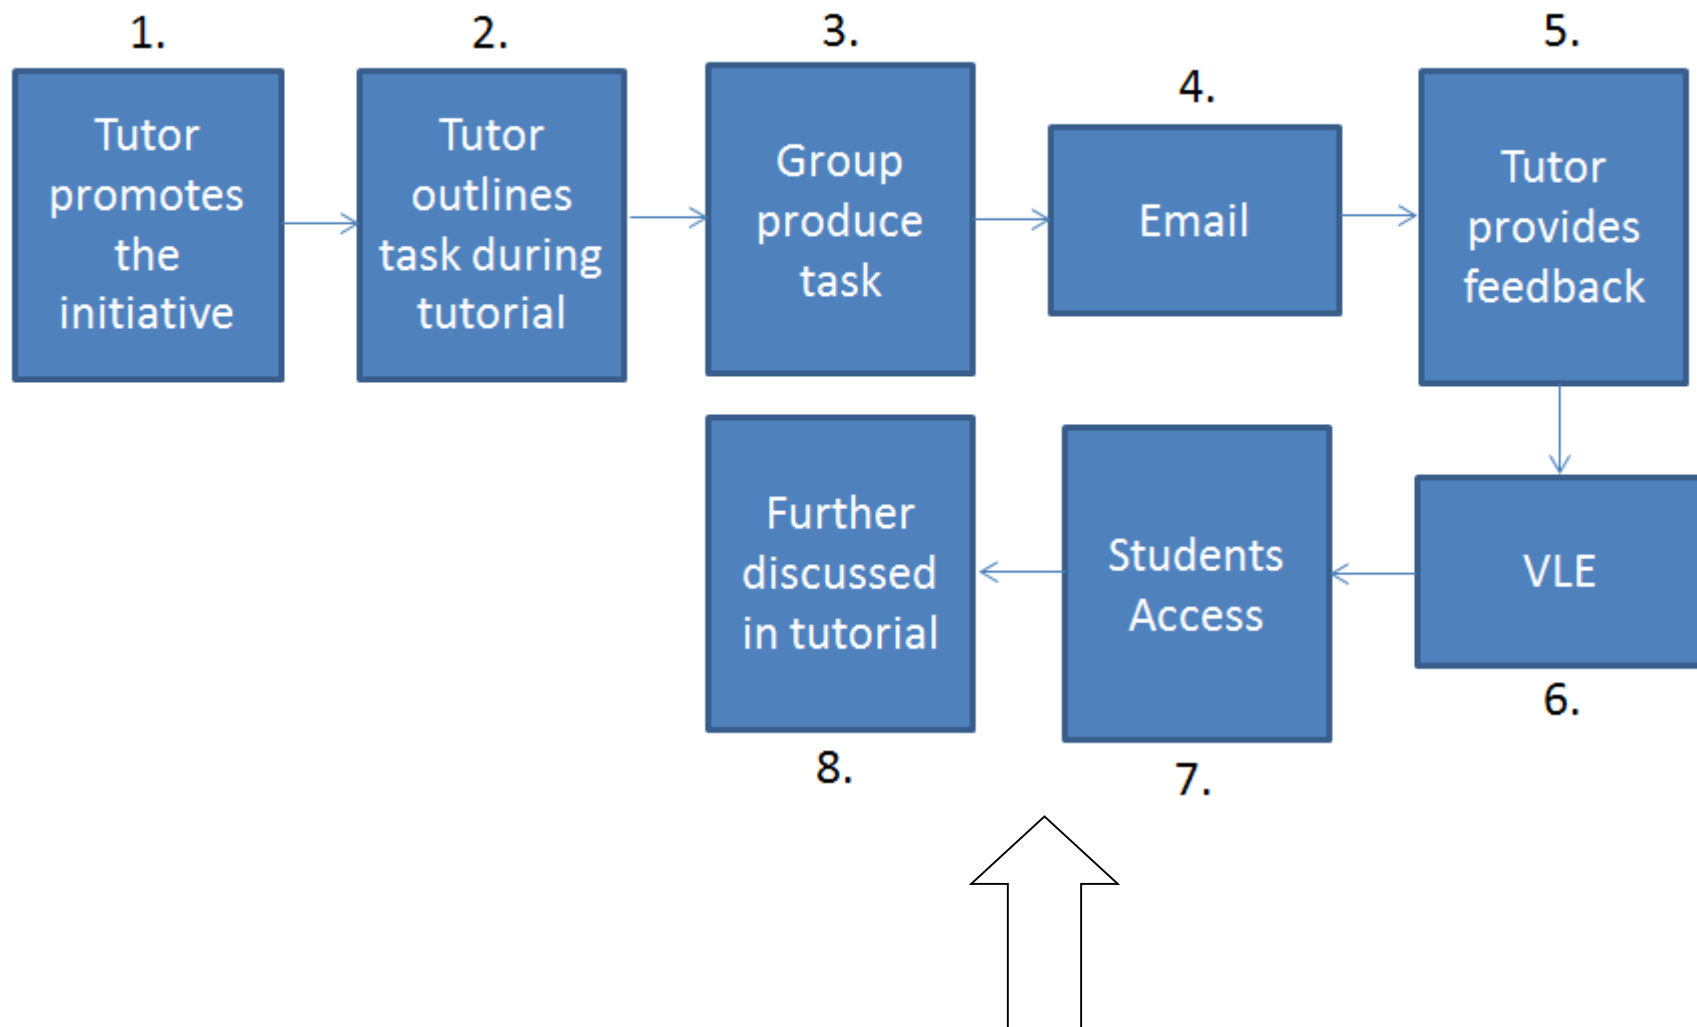 1.
Tutor
promotes
the
initiative
2.
Tutor
outlines
task during
tutorial
3.
Group
produce
task
4.
Email
5.
Tutor
provides
feedback
VLE
6.
Students
Access
7.
Further
discussed
in tutorial
8.